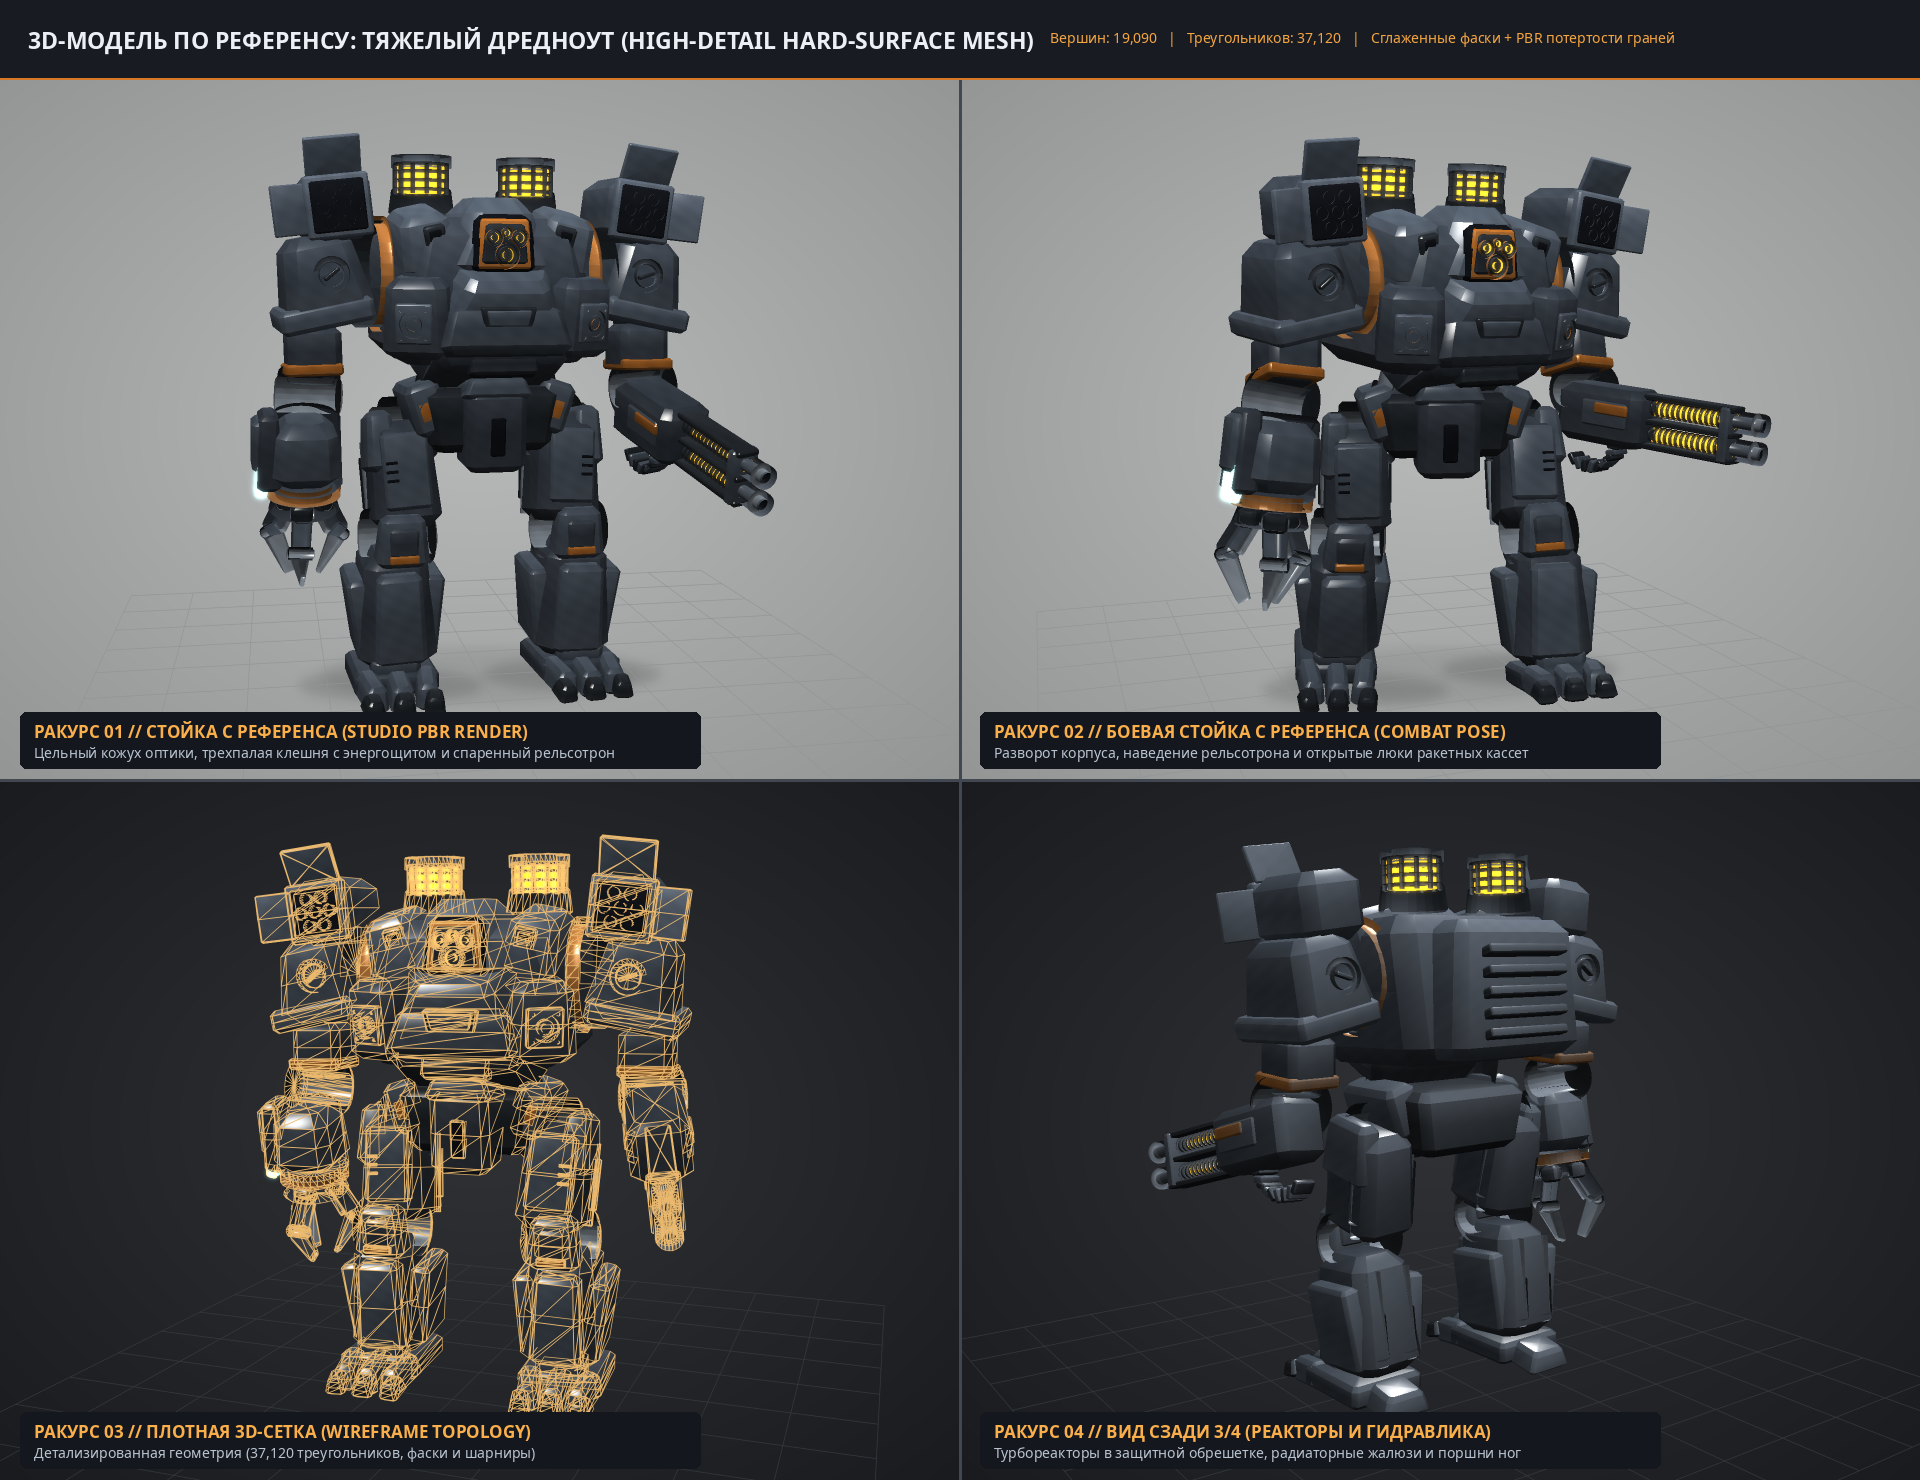 3D-МОДЕЛЬ ПО РЕФЕРЕНСУ: ТЯЖЕЛЫЙ ДРЕДНОУТ (HIGH-DETAIL HARD-SURFACE MESH) Вершин: 19,090 | Треугольников: 37,120 | Сглаженные фаски + PBR потертости граней
РАКУРС 01 // СТОЙКА С РЕФЕРЕНСА (STUDIO PBR RENDER)
Цельный кожух оптики, трехпалая клешня с энергощитом и спаренный рельсотрон
РАКУРС 02 // БОЕВАЯ СТОЙКА С РЕФЕРЕНСА (COMBAT POSE)
Разворот корпуса, наведение рельсотрона и открытые люки ракетных кассет
РАКУРС 03 // ПЛОТНАЯ 3D-СЕТКА (WIREFRAME TOPOLOGY)
Детализированная геометрия (37,120 треугольников, фаски и шарниры)
РАКУРС 04 // ВИД СЗАДИ 3/4 (РЕАКТОРЫ И ГИДРАВЛИКА)
Турбореакторы в защитной обрешетке, радиаторные жалюзи и поршни ног